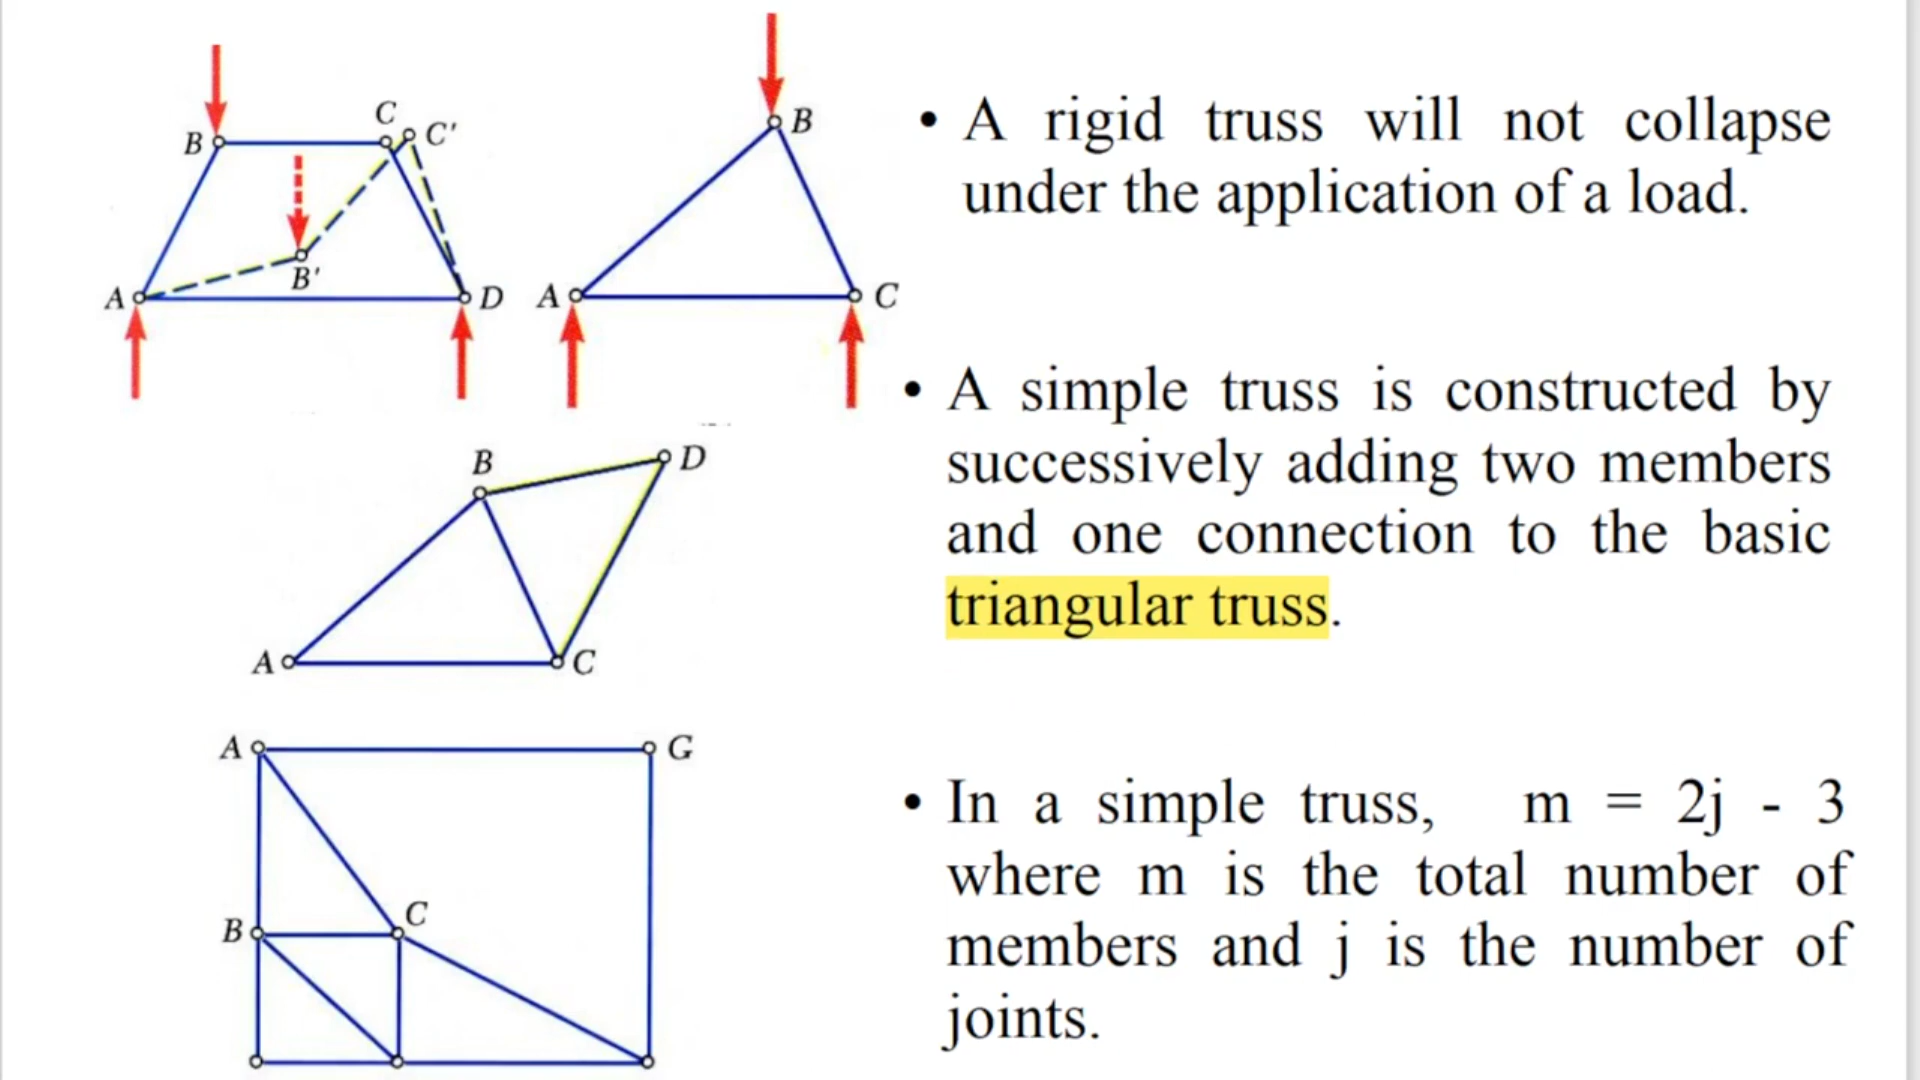 C
B
C'
B'
A
D
B
A
C
B
D
A
C
A
G
B
C
• A rigid truss will not collapse
under the application of a load.
• A simple truss is constructed by
successively adding two members
and one connection to the basic
triangular truss.
• In a simple truss, m = 2j - 3
where m is the total number of
members and j is the number of
joints.